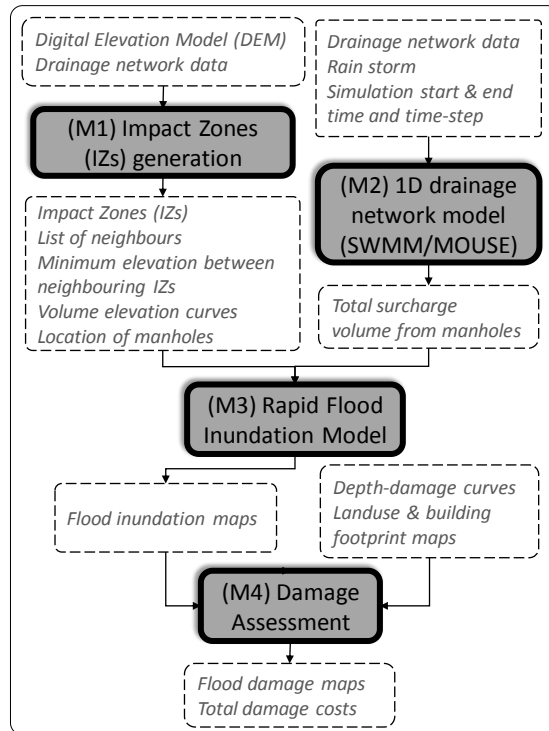 Digital Elevation Model (DEM)
Drainage network data
Drainage network data
Rain storm
Simulation start & end
time and time-step
(M1) Impact Zones
(IZs) generation
(M2) 1D drainage
network model
(SWMM/MOUSE)
Impact Zones (IZs)
List of neighbours
Minimum elevation between
neighbouring IZs
Volume elevation curves
Location of manholes
Total surcharge
volume from manholes
(M3) Rapid Flood
Inundation Model
Flood inundation maps
Depth-damage curves
Landuse & building
footprint maps
(M4) Damage
Assessment
Flood damage maps
Total damage costs